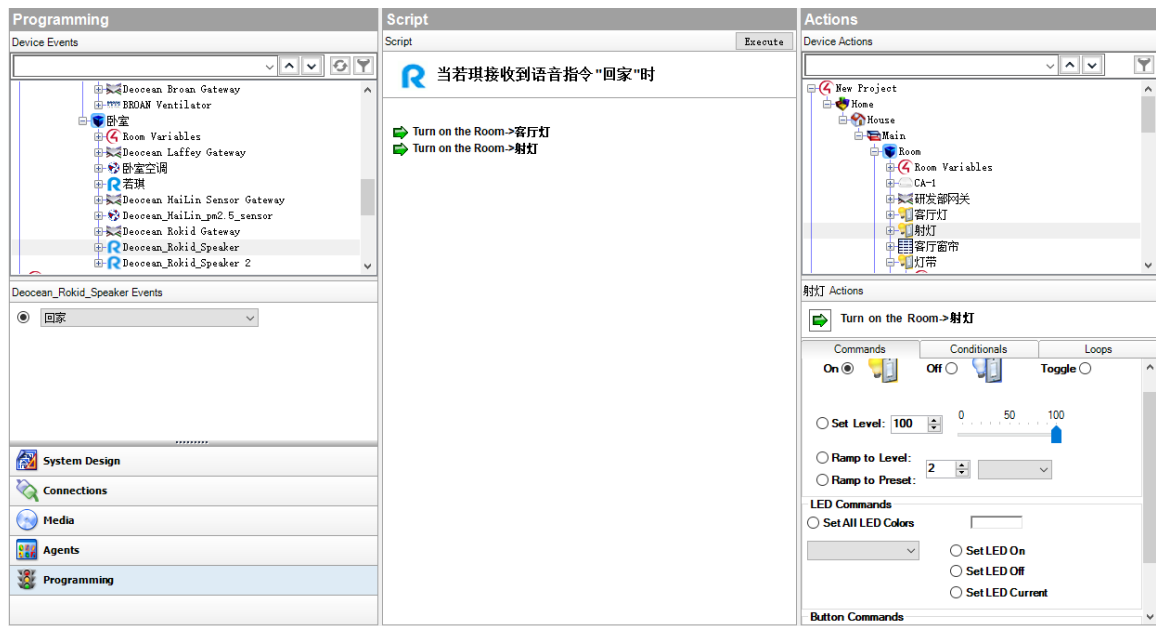 Programming
Device Events
Deocean Broan Gateway
BROAN Ventilator
卧室
Room Variables
Deocean Laffey Gateway
卧室空调
若琪
Deocean HaiLin Sensor Gateway
Deocean_HaiLin_pm2.5_sensor
Deocean Rokid Gateway
Deocean_Rokid_Speaker
Deocean_Rokid_Speaker 2
Deocean_Rokid_Speaker Events
回家
System Design
Connections
Media
Agents
Programming
Script
Script
Execute
当若琪接收到语音指令"回家"时
Turn on the Room->客厅灯
Turn on the Room->射灯
Actions
Device Actions
New Project
Home
House
Main
Room
Room Variables
CA-1
研发部网关
客厅灯
射灯
客厅窗帘
灯带
射灯 Actions
Turn on the Room->射灯
Commands Conditionals Loops
On Off Toggle
Set Level: 100 0 50 100
Ramp to Level:
2
Ramp to Preset:
LED Commands
Set All LED Colors
Set LED On
Set LED Off
Set LED Current
Button Commands